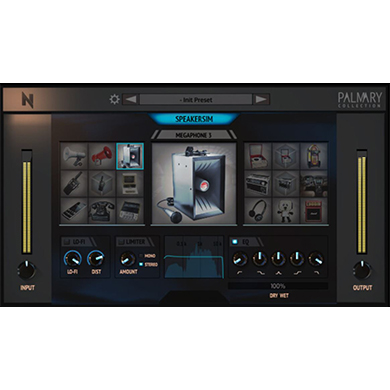 N
- Init Preset
PALMARY
COLLECTION
SPEAKERSIM
MEGAPHONE 3
LO-FI
LIMITER
EQ
MONO
STEREO
LO-FI
DIST
AMOUNT
100%
DRY WET
INPUT
OUTPUT